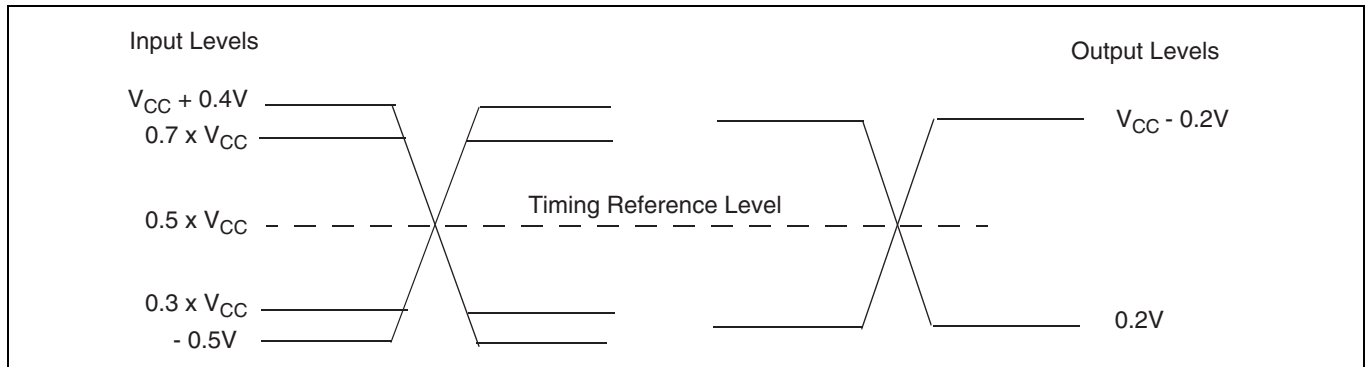 Input Levels
Output Levels
V_CC + 0.4V
V_CC - 0.2V
0.7 x V_CC
Timing Reference Level
0.5 x V_CC
0.3 x V_CC
0.2V
- 0.5V